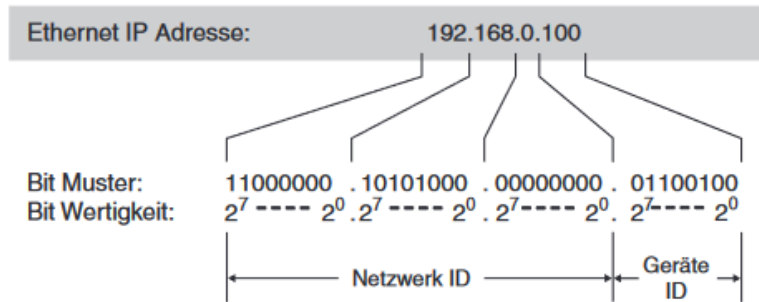 Ethernet IP Adresse: 192.168.0.100
Bit Muster: 11000000 . 10101000 . 00000000 . 01100100
Bit Wertigkeit: 2⁷ ---- 2⁰ . 2⁷ ---- 2⁰ . 2⁷ ---- 2⁰ . 2⁷ ---- 2⁰
Netzwerk ID Geräte
ID